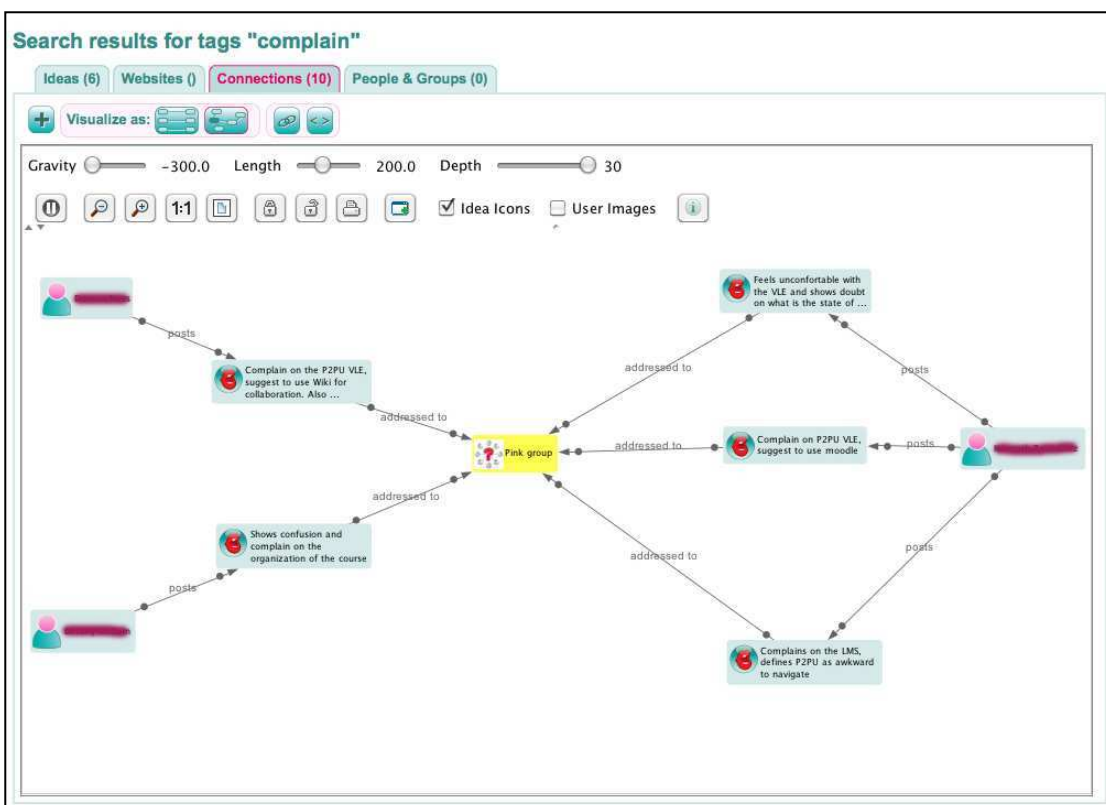 Search results for tags "complain"
Ideas (6) Websites () Connections (10) People & Groups (0)
Visualize as:
Gravity -300.0 Length 200.0 Depth 30
1:1 Idea Icons User Images
posts
Complain on the P2PU VLE,
suggest to use Wiki for
collaboration. Also ...
addressed to
Shows confusion and
complain on the
organization of the course
posts
addressed to
Pink group
Feels unconfortable with
the VLE and shows doubt
on what is the state of ...
addressed to
posts
Complain on P2PU VLE,
suggest to use moodle
addressed to
posts
Complains on the LMS,
defines P2PU as awkward
to navigate
addressed to
posts